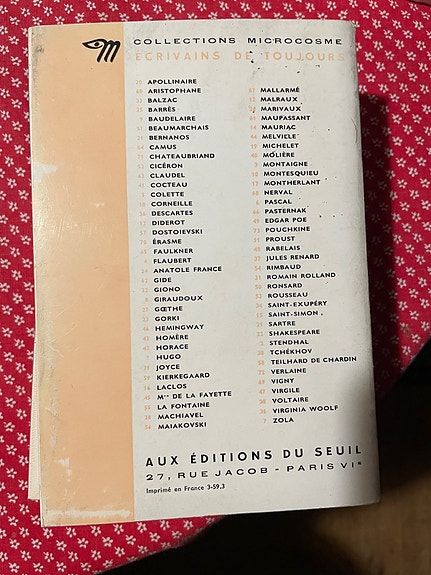 COLLECTIONS MICROCOSME
ÉCRIVAINS DE TOUJOURS
APOLLINAIRE
ARISTOPHANE
BALZAC
BARRÈS
BAUDELAIRE
BEAUMARCHAIS
BERNANOS
CAMUS
CHATEAUBRIAND
CICÉRON
CLAUDEL
COCTEAU
COLETTE
CORNEILLE
DESCARTES
DIDEROT
DOSTOIEVSKI
ÉRASME
FAULKNER
FLAUBERT
ANATOLE FRANCE
GIDE
GIONO
GIRAUDOUX
GŒTHE
GORKI
HEMINGWAY
HOMÈRE
HORACE
HUGO
JOYCE
KIERKEGAARD
LACLOS
Mme DE LA FAYETTE
LA FONTAINE
MACHIAVEL
MAIAKOVSKI
MALLARMÉ
MALRAUX
MARIVAUX
MAUPASSANT
MAURIAC
MELVILLE
MICHELET
MOLIÈRE
MONTAIGNE
MONTESQUIEU
MONTHERLANT
NERVAL
PASCAL
PASTERNAK
EDGAR POE
POUCHKINE
PROUST
RABELAIS
JULES RENARD
RIMBAUD
ROMAIN ROLLAND
RONSARD
ROUSSEAU
SAINT-EXUPÉRY
SAINT-SIMON
SARTRE
SHAKESPEARE
STENDHAL
TCHÉKHOV
TEILHARD DE CHARDIN
VERLAINE
VIGNY
VIRGILE
VOLTAIRE
VIRGINIA WOOLF
ZOLA
AUX ÉDITIONS DU SEUIL
27, RUE JACOB - PARIS VIe
Imprimé en France 3-59.3